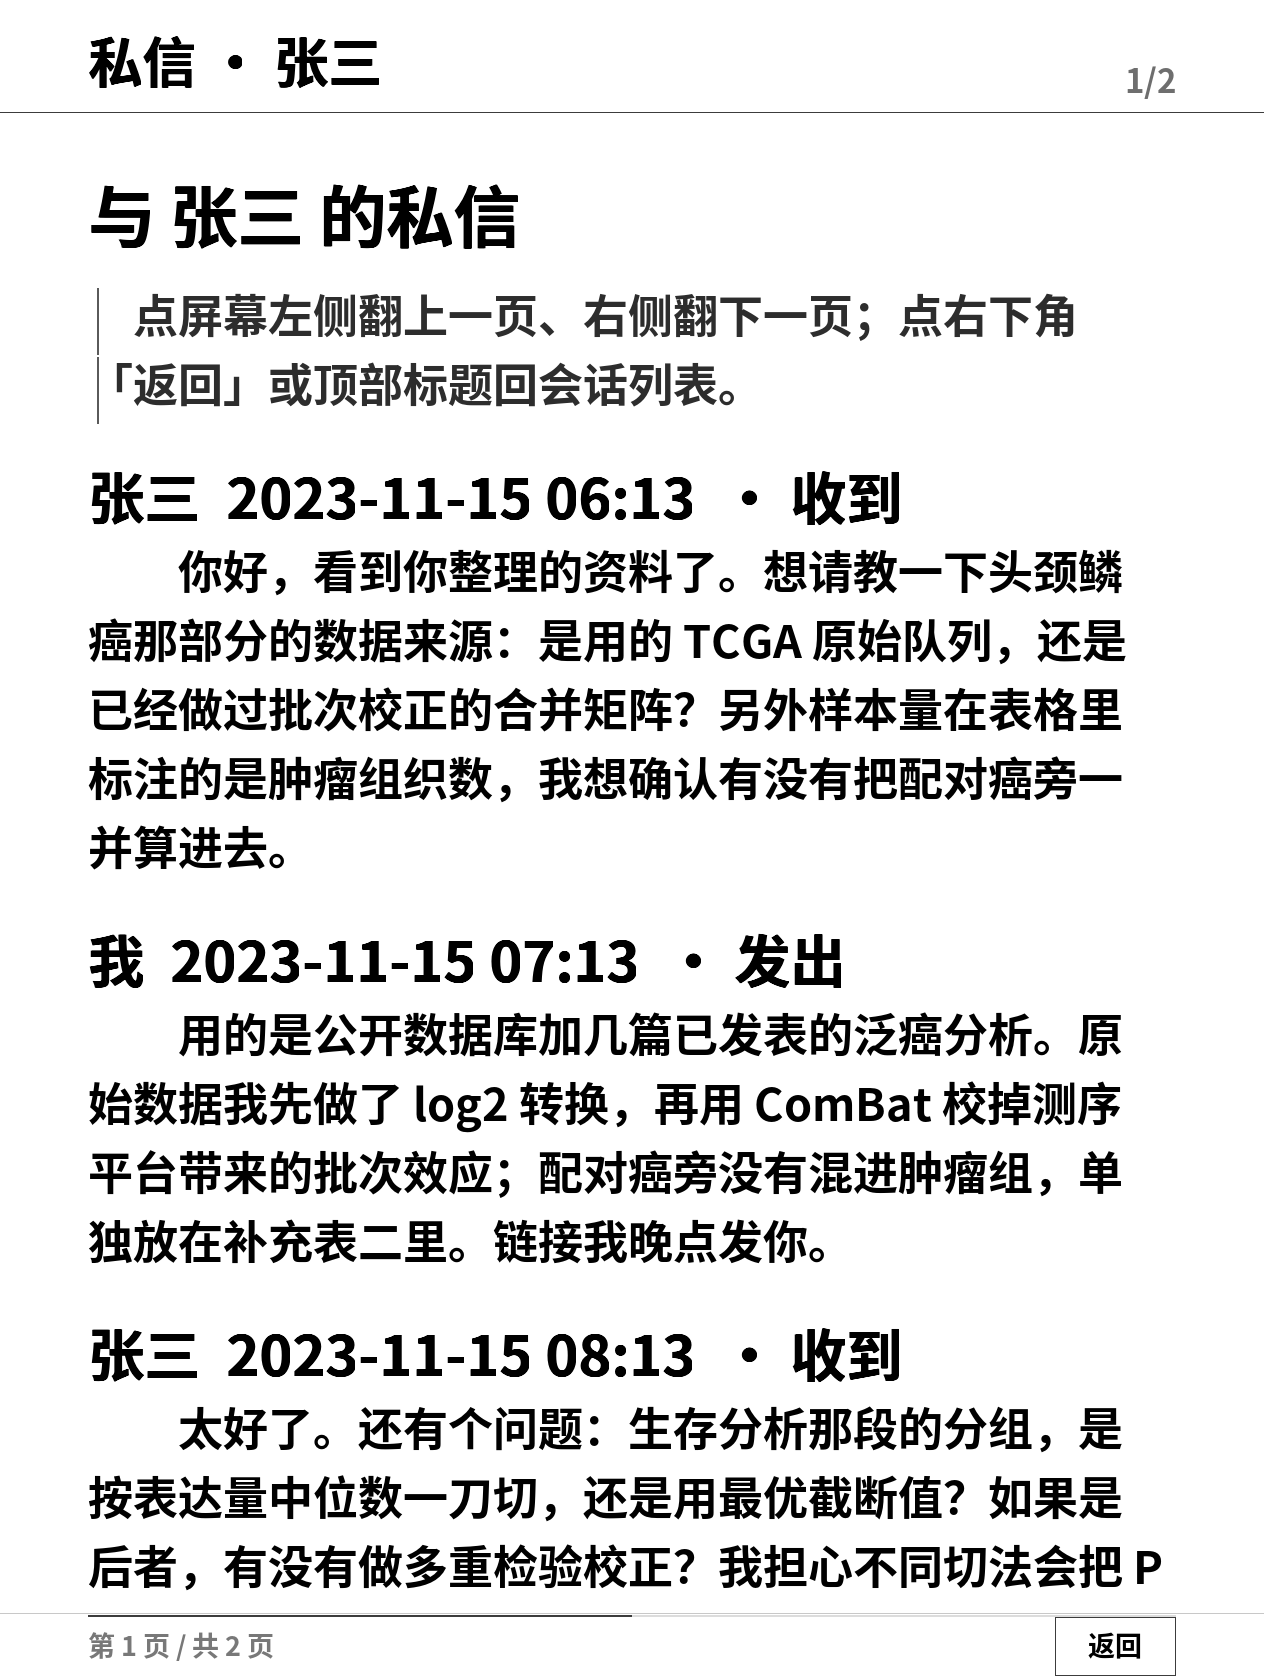 私信 · 张三
1/2
与 张三 的私信
点屏幕左侧翻上一页、右侧翻下一页；点右下角
「返回」或顶部标题回会话列表。
张三 2023-11-15 06:13 · 收到
你好，看到你整理的资料了。想请教一下头颈鳞
癌那部分的数据来源：是用的 TCGA 原始队列，还是
已经做过批次校正的合并矩阵？另外样本量在表格里
标注的是肿瘤组织数，我想确认有没有把配对癌旁一
并算进去。
我 2023-11-15 07:13 · 发出
用的是公开数据库加几篇已发表的泛癌分析。原
始数据我先做了 log2 转换，再用 ComBat 校掉测序
平台带来的批次效应；配对癌旁没有混进肿瘤组，单
独放在补充表二里。链接我晚点发你。
张三 2023-11-15 08:13 · 收到
太好了。还有个问题：生存分析那段的分组，是
按表达量中位数一刀切，还是用最优截断值？如果是
后者，有没有做多重检验校正？我担心不同切法会把 P
第 1 页 / 共 2 页
返回